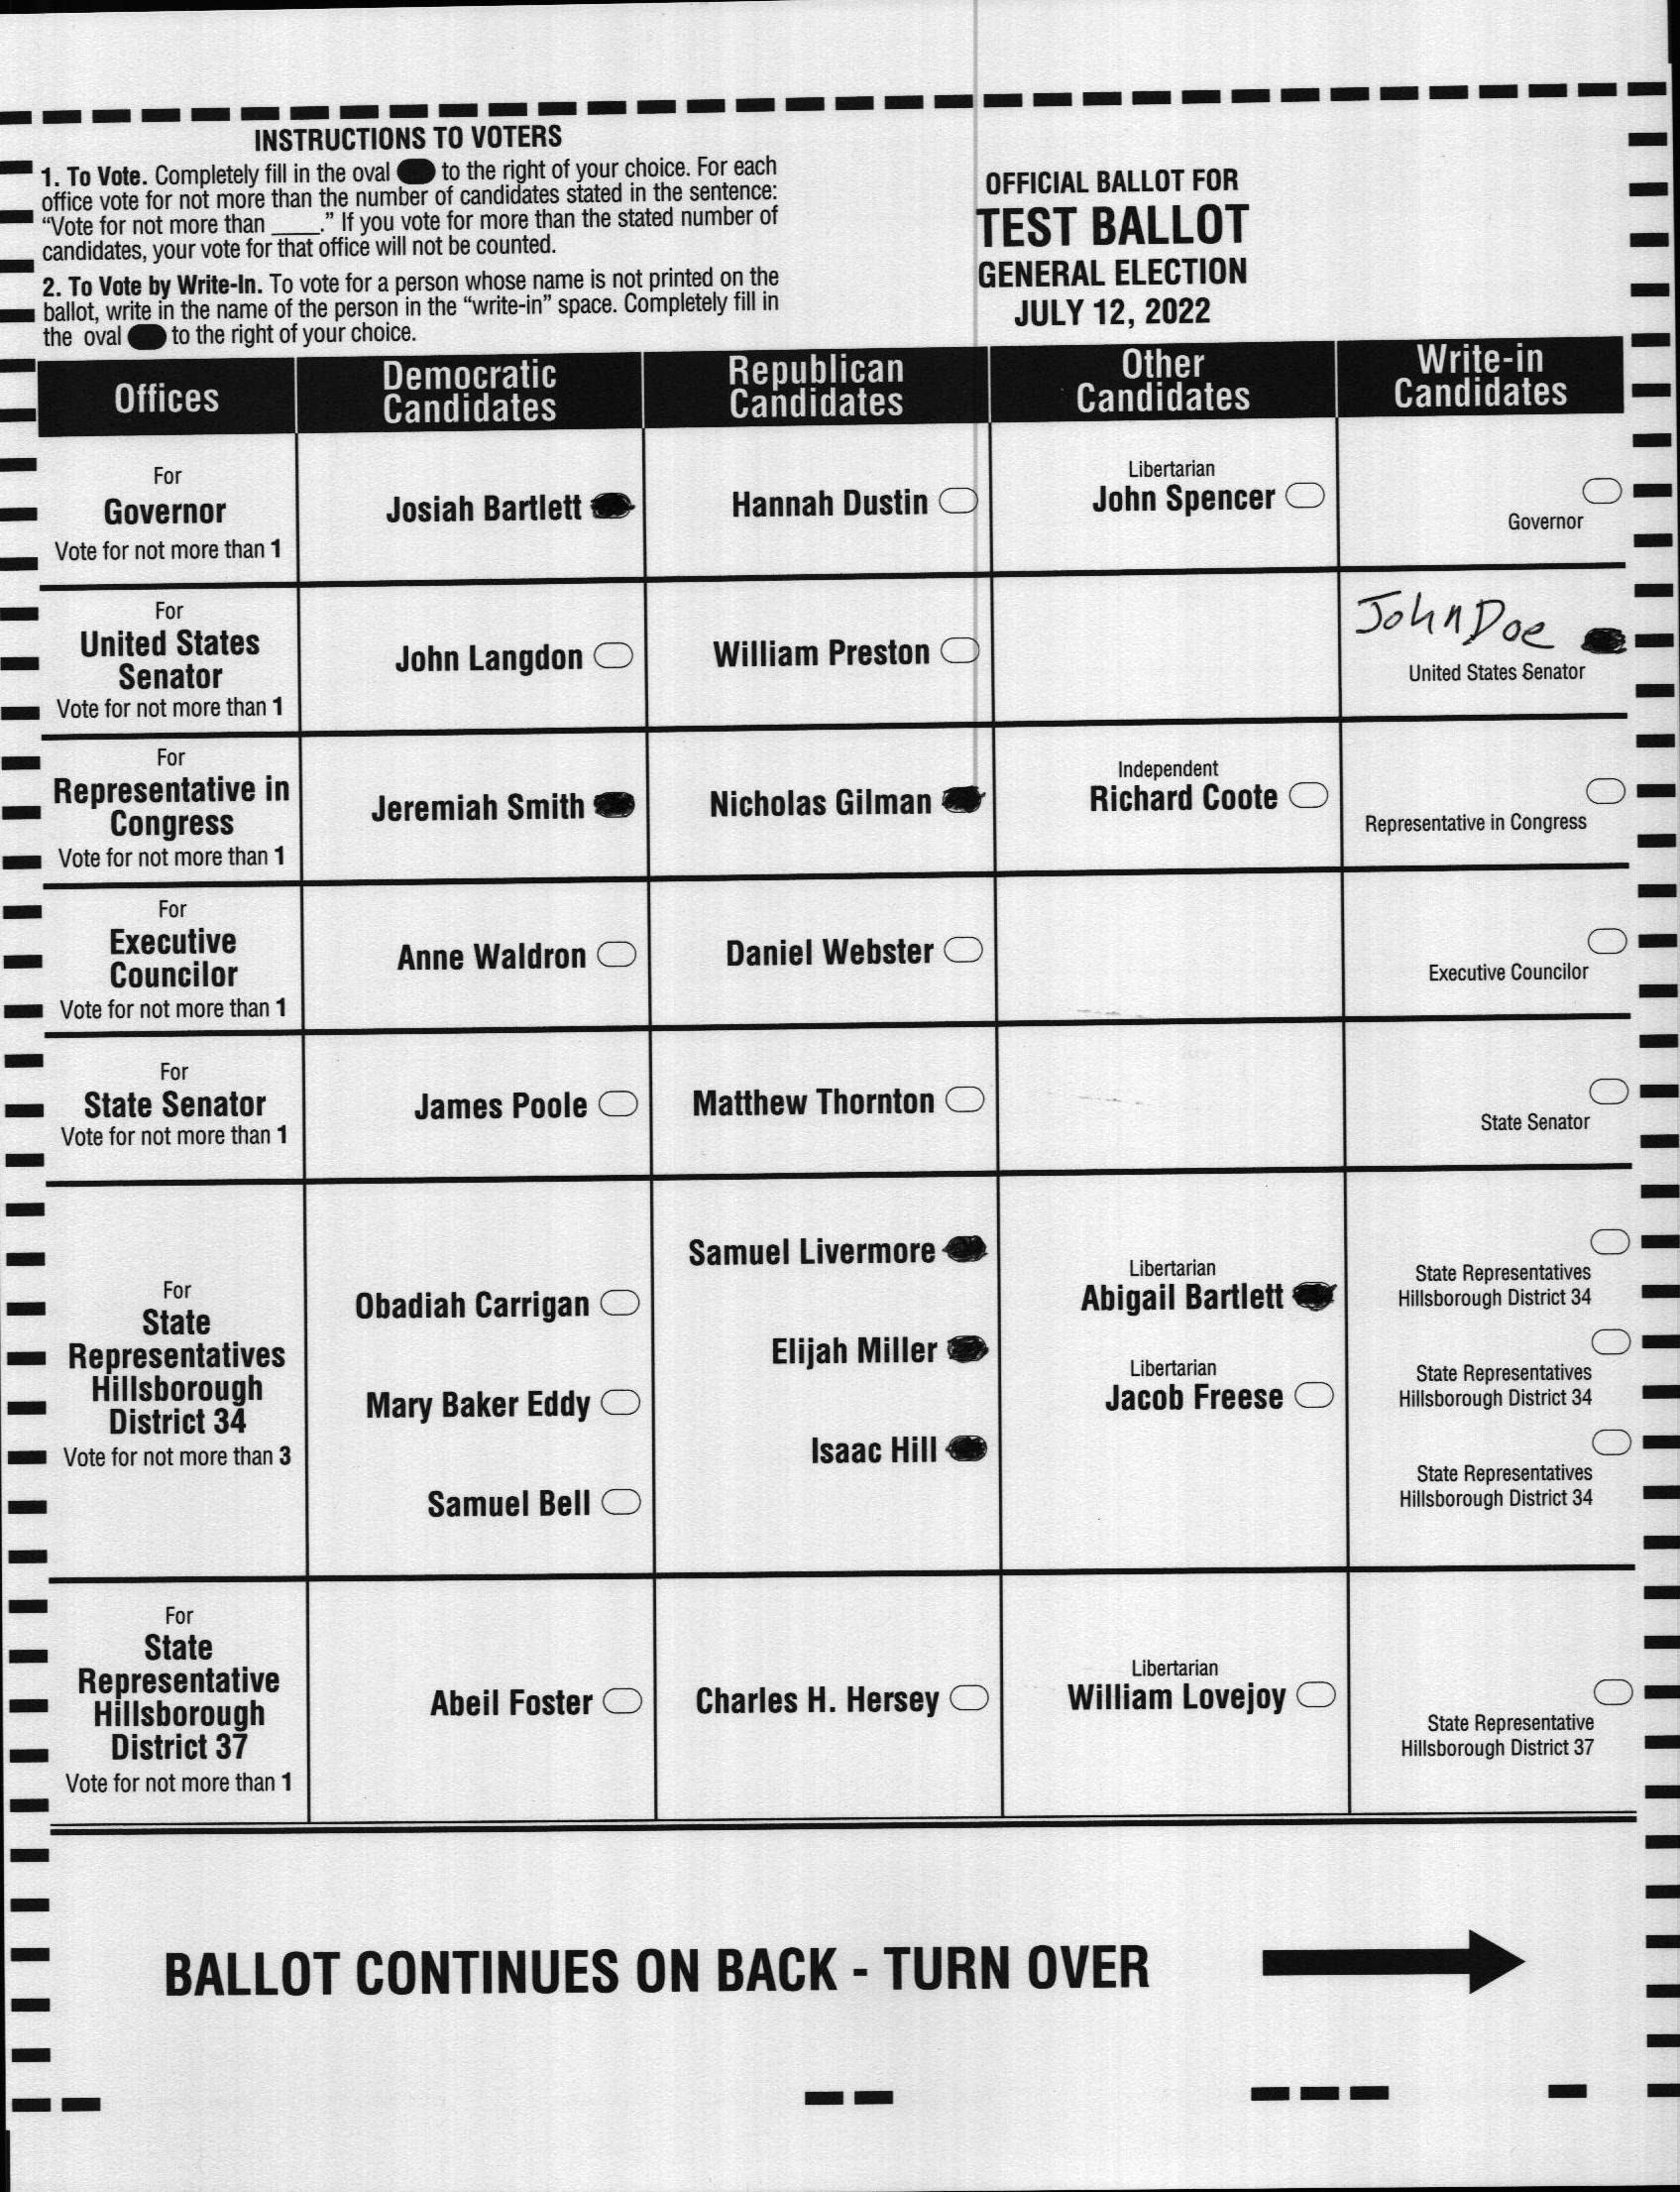 INSTRUCTIONS TO VOTERS
1. To Vote. Completely fill in the oval to the right of your choice. For each
office vote for not more than the number of candidates stated in the sentence:
“Vote for not more than ____.” If you vote for more than the stated number of
candidates, your vote for that office will not be counted.
2. To Vote by Write-In. To vote for a person whose name is not printed on the
ballot, write in the name of the person in the “write-in” space. Completely fill in
the oval to the right of your choice.
OFFICIAL BALLOT FOR
TEST BALLOT
GENERAL ELECTION
JULY 12, 2022
Offices
Democratic
Candidates
Republican
Candidates
Other
Candidates
Write-in
Candidates
For
Governor
Vote for not more than 1
Josiah Bartlett
Hannah Dustin
Libertarian
John Spencer
Governor
For
United States
Senator
Vote for not more than 1
John Langdon
William Preston
John Doe
United States Senator
For
Representative in
Congress
Vote for not more than 1
Jeremiah Smith
Nicholas Gilman
Independent
Richard Coote
Representative in Congress
For
Executive
Councilor
Vote for not more than 1
Anne Waldron
Daniel Webster
Executive Councilor
For
State Senator
Vote for not more than 1
James Poole
Matthew Thornton
State Senator
For
State
Representatives
Hillsborough
District 34
Vote for not more than 3
Obadiah Carrigan
Mary Baker Eddy
Samuel Bell
Samuel Livermore
Elijah Miller
Isaac Hill
Libertarian
Abigail Bartlett
Libertarian
Jacob Freese
State Representatives
Hillsborough District 34
State Representatives
Hillsborough District 34
State Representatives
Hillsborough District 34
For
State
Representative
Hillsborough
District 37
Vote for not more than 1
Abeil Foster
Charles H. Hersey
Libertarian
William Lovejoy
State Representative
Hillsborough District 37
BALLOT CONTINUES ON BACK - TURN OVER